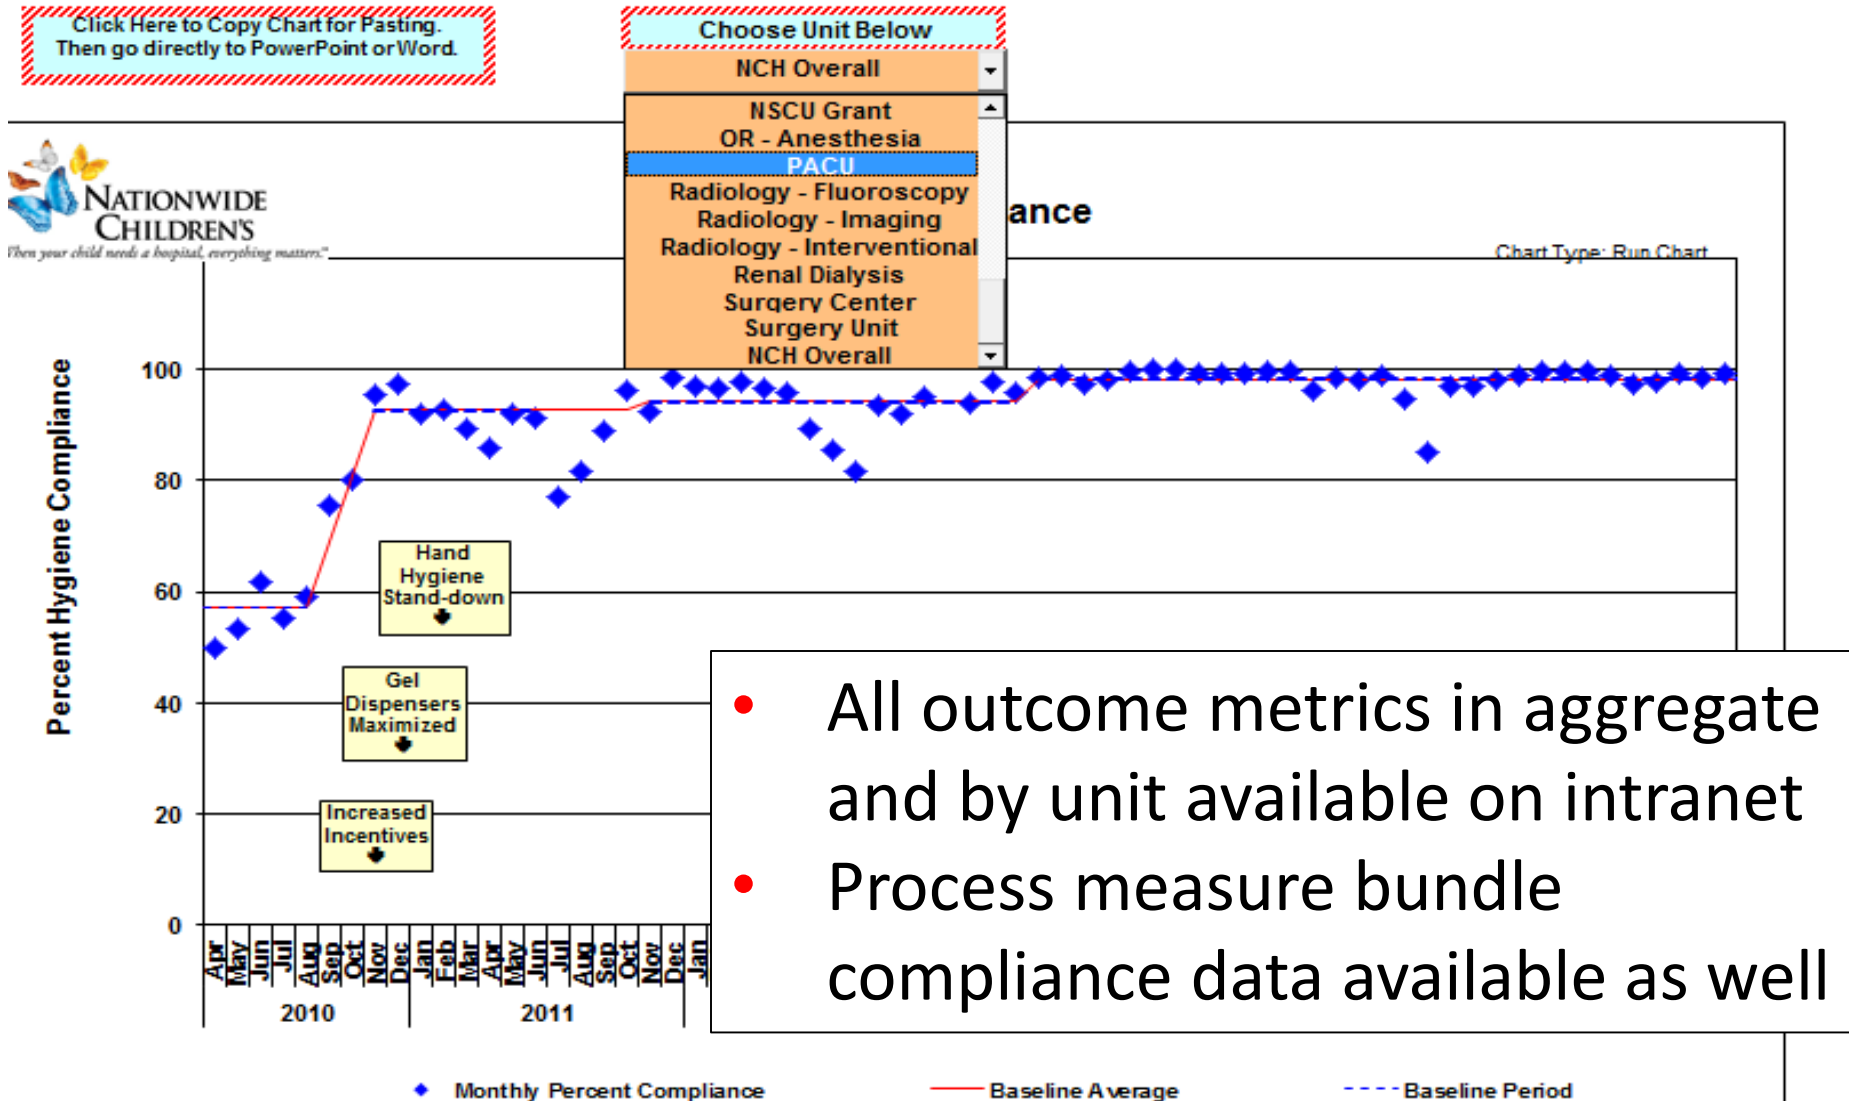 Click Here to Copy Chart for Pasting.
Then go directly to PowerPoint or Word.
Choose Unit Below
NCH Overall
NSCU Grant
OR - Anesthesia
PACU
Radiology - Fluoroscopy
Radiology - Imaging
Radiology - Interventional
Renal Dialysis
Surgery Center
Surgery Unit
NCH Overall
NATIONWIDE
CHILDREN'S
When your child needs a hospital, everything matters.™
ance
Chart Type: Run Chart
Percent Hygiene Compliance
100
80
60
40
20
0
Hand
Hygiene
Stand-down
Gel
Dispensers
Maximized
Increased
Incentives
• All outcome metrics in aggregate
and by unit available on intranet
• Process measure bundle
compliance data available as well
Apr May Jun Jul Aug Sep Oct Nov Dec Jan Feb Mar Apr May Jun Jul Aug Sep Oct Nov Dec Jan
2010 2011
Monthly Percent Compliance Baseline Average Baseline Period